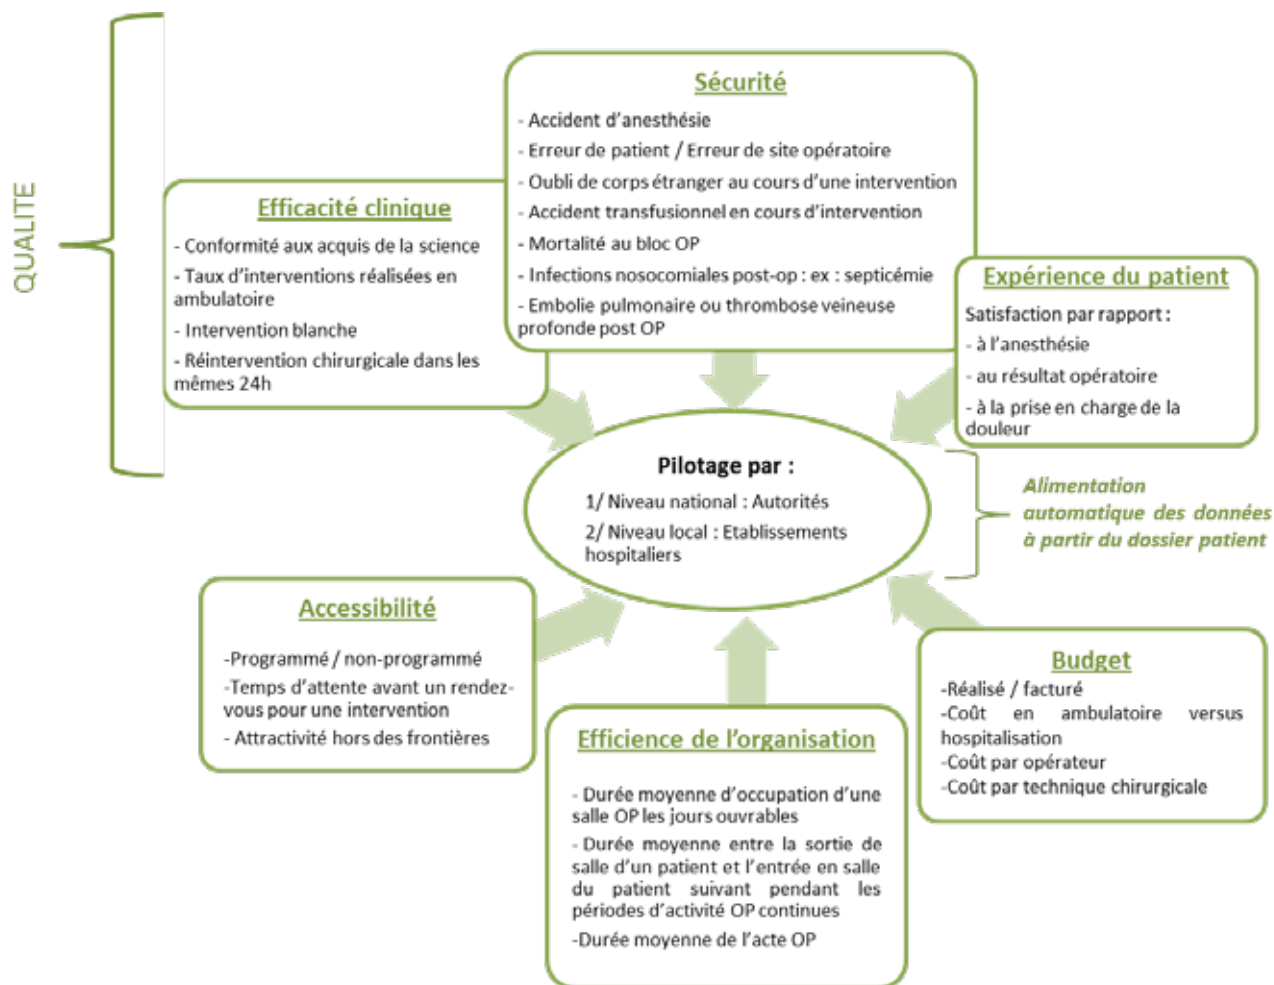 QUALITE
Efficacité clinique
- Conformité aux acquis de la science
- Taux d'interventions réalisées en
ambulatoire
- Intervention blanche
- Réintervention chirurgicale dans les
mêmes 24h
Sécurité
- Accident d'anesthésie
- Erreur de patient / Erreur de site opératoire
- Oubli de corps étranger au cours d'une intervention
- Accident transfusionnel en cours d'intervention
- Mortalité au bloc OP
- Infections nosocomiales post-op : ex : septicémie
- Embolie pulmonaire ou thrombose veineuse
profonde post OP
Expérience du patient
Satisfaction par rapport :
- à l'anesthésie
- au résultat opératoire
- à la prise en charge de la
douleur
Pilotage par :
1/ Niveau national : Autorités
2/ Niveau local : Etablissements
hospitaliers
Alimentation
automatique des données
à partir du dossier patient
Accessibilité
-Programmé / non-programmé
-Temps d'attente avant un rendez-
vous pour une intervention
- Attractivité hors des frontières
Efficience de l'organisation
- Durée moyenne d'occupation d'une
salle OP les jours ouvrables
- Durée moyenne entre la sortie de
salle d'un patient et l'entrée en salle
du patient suivant pendant les
périodes d'activité OP continues
-Durée moyenne de l'acte OP
Budget
-Réalisé / facturé
-Coût en ambulatoire versus
hospitalisation
-Coût par opérateur
-Coût par technique chirurgicale